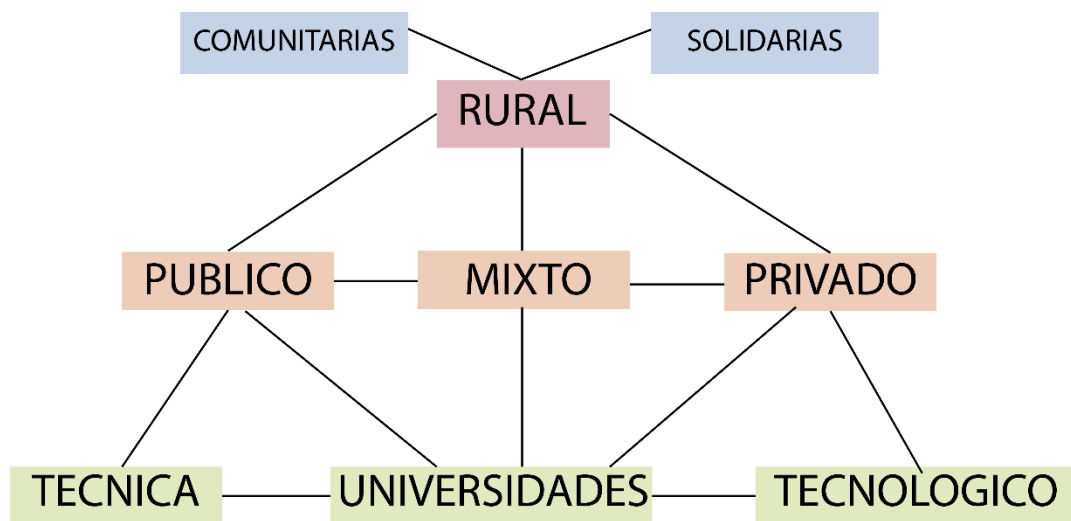 COMUNITARIAS
SOLIDARIAS
RURAL
PUBLICO
MIXTO
PRIVADO
TECNICA
UNIVERSIDADES
TECNOLOGICO